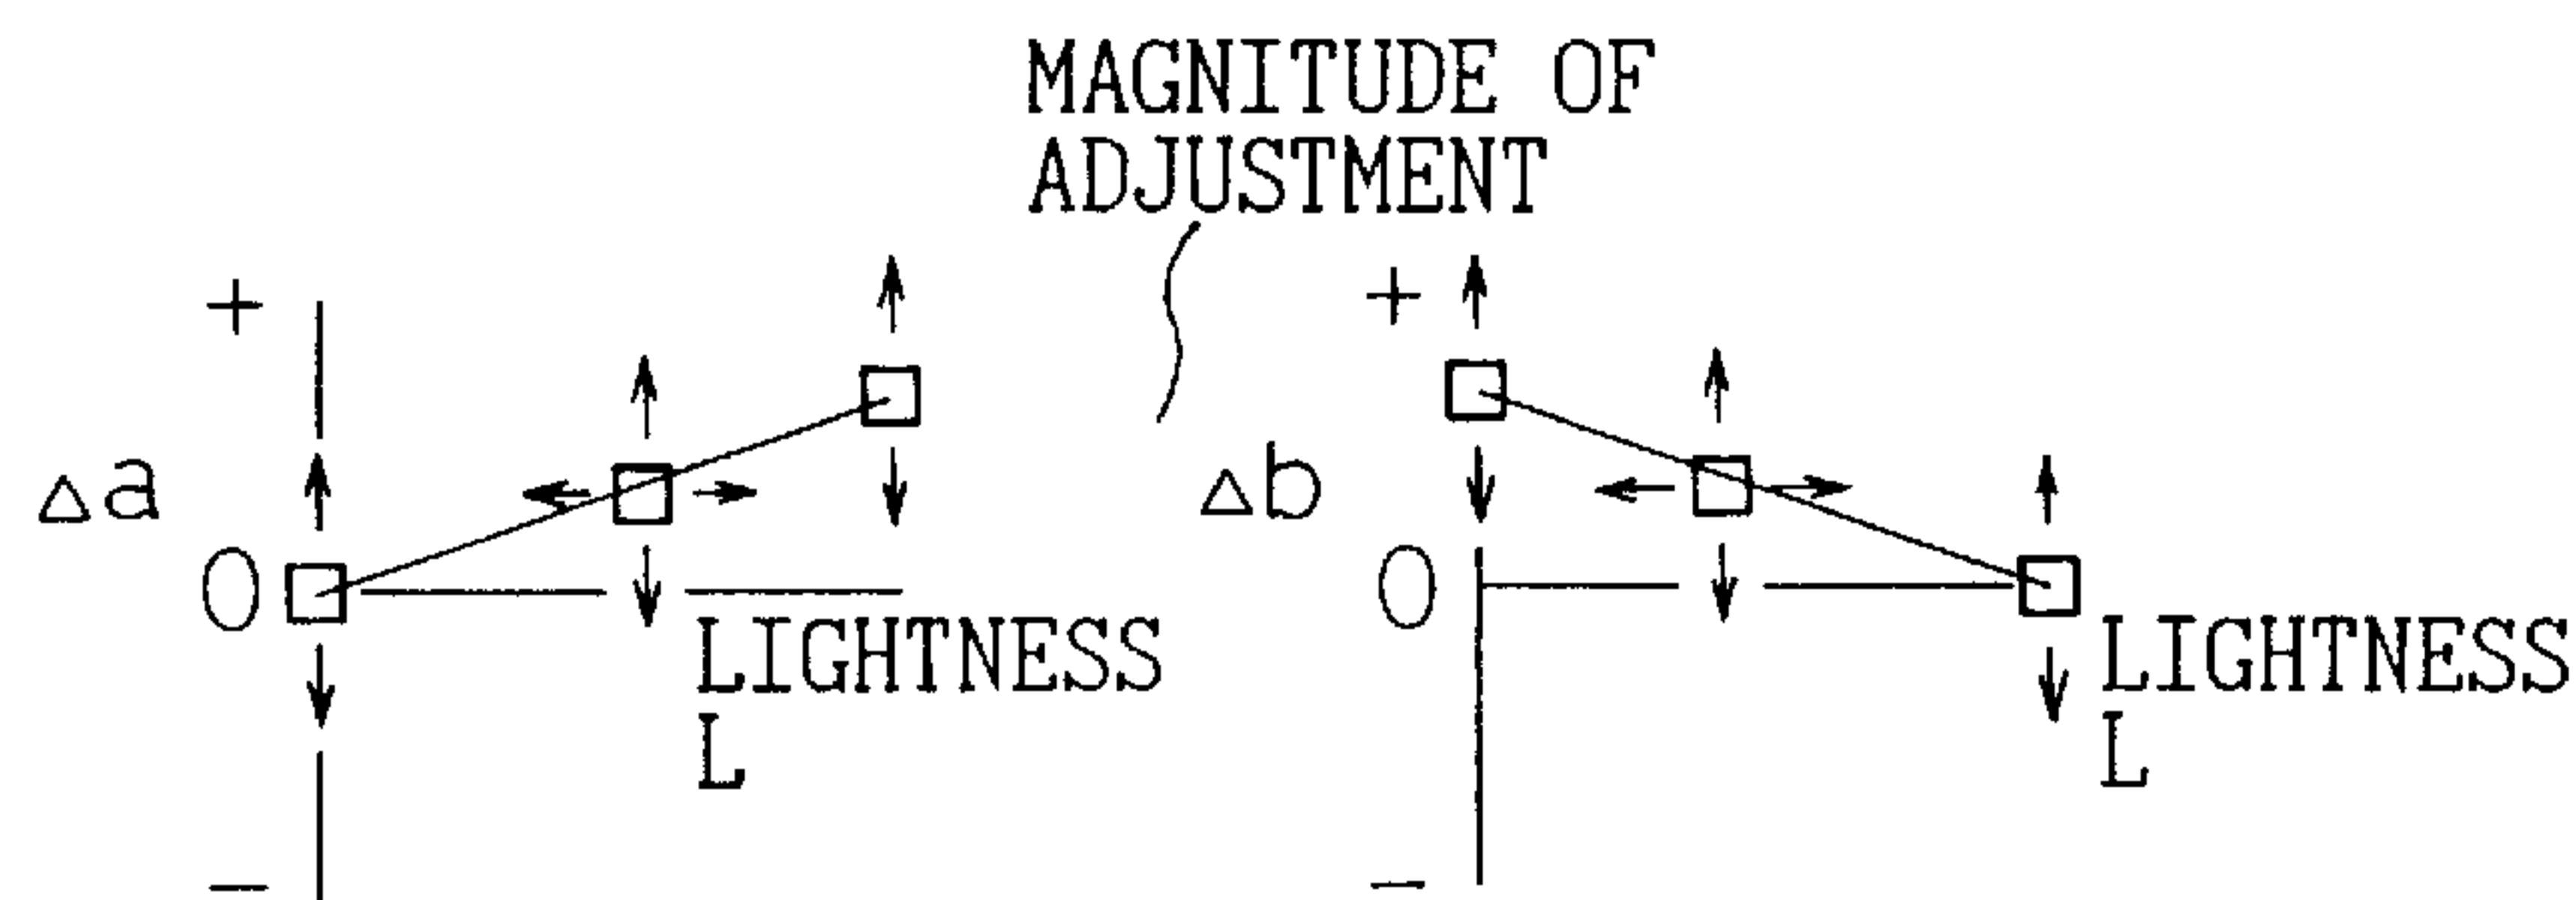 MAGNITUDE OF
ADJUSTMENT
+
Δa
0
−
LIGHTNESS
L
+
Δb
0
−
LIGHTNESS
L